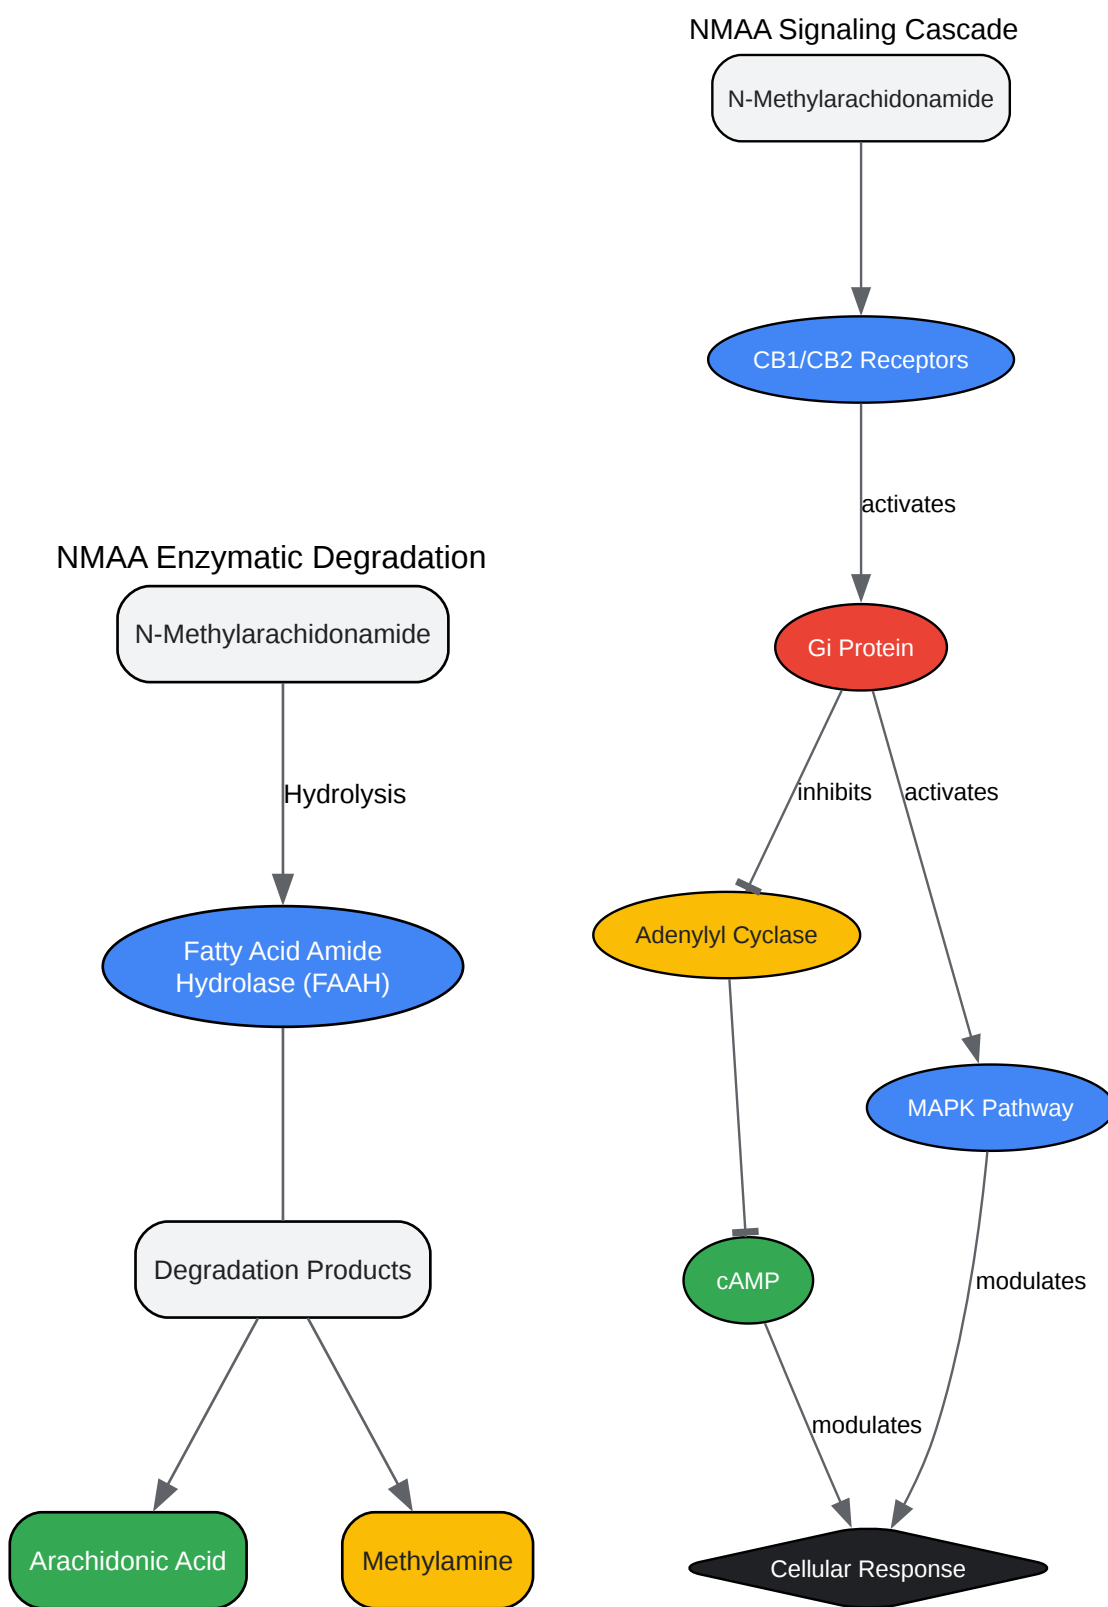 NMAA Enzymatic Degradation
N-Methylarachidonamide
Hydrolysis
Fatty Acid Amide
Hydrolase (FAAH)
Degradation Products
Arachidonic Acid
Methylamine
NMAA Signaling Cascade
N-Methylarachidonamide
CB1/CB2 Receptors
activates
Gi Protein
inhibits
activates
Adenylyl Cyclase
MAPK Pathway
cAMP
modulates
modulates
Cellular Response